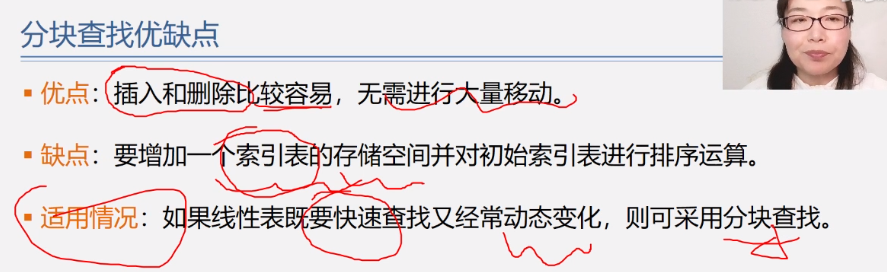 分块查找优缺点
▪ 优点：插入和删除比较容易，无需进行大量移动。
▪ 缺点：要增加一个索引表的存储空间并对初始索引表进行排序运算。
▪ 适用情况：如果线性表既要快速查找又经常动态变化，则可采用分块查找。